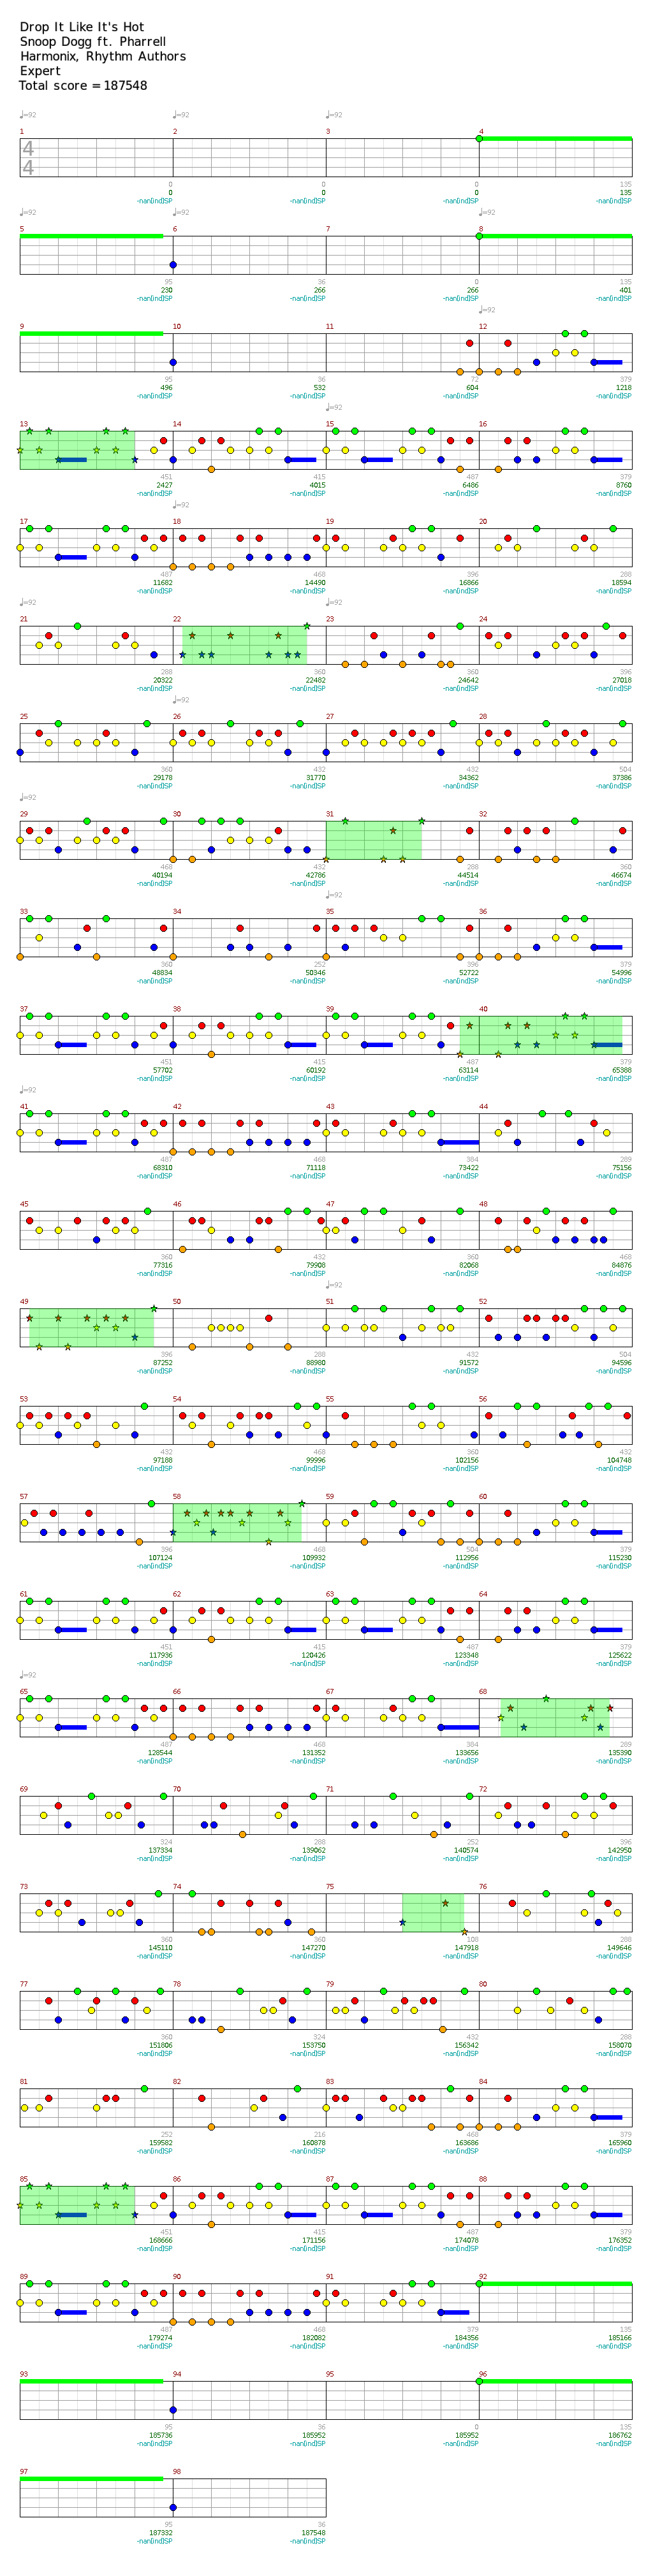 Drop It Like It's Hot
Snoop Dogg ft. Pharrell
Harmonix, Rhythm Authors
Expert
Total score = 187548
♩=92 ♩=92 ♩=92
1 2 3 4
4
4
0 0 0 135
0 0 0 135
-nan(ind)SP -nan(ind)SP -nan(ind)SP -nan(ind)SP
♩=92 ♩=92 ♩=92
5 6 7 8
95 36 0 135
230 266 266 401
-nan(ind)SP -nan(ind)SP -nan(ind)SP -nan(ind)SP
♩=92
9 10 11 12
95 36 72 379
496 532 604 1218
-nan(ind)SP -nan(ind)SP -nan(ind)SP -nan(ind)SP
♩=92
13 14 15 16
451 415 487 379
2427 4015 6486 8760
-nan(ind)SP -nan(ind)SP -nan(ind)SP -nan(ind)SP
♩=92
17 18 19 20
487 468 396 288
11682 14490 16866 18594
-nan(ind)SP -nan(ind)SP -nan(ind)SP -nan(ind)SP
♩=92 ♩=92
21 22 23 24
288 360 360 396
20322 22482 24642 27018
-nan(ind)SP -nan(ind)SP -nan(ind)SP -nan(ind)SP
25 26 27 28
360 432 432 504
29178 31770 34362 37386
-nan(ind)SP -nan(ind)SP -nan(ind)SP -nan(ind)SP
♩=92
29 30 31 32
468 432 288 360
40194 42786 44514 46674
-nan(ind)SP -nan(ind)SP -nan(ind)SP -nan(ind)SP
♩=92
33 34 35 36
360 252 396 379
48834 50346 52722 54996
-nan(ind)SP -nan(ind)SP -nan(ind)SP -nan(ind)SP
37 38 39 40
451 415 487 379
57702 60192 63114 65388
-nan(ind)SP -nan(ind)SP -nan(ind)SP -nan(ind)SP
♩=92
41 42 43 44
487 468 384 289
68310 71118 73422 75156
-nan(ind)SP -nan(ind)SP -nan(ind)SP -nan(ind)SP
45 46 47 48
360 432 360 468
77316 79908 82068 84876
-nan(ind)SP -nan(ind)SP -nan(ind)SP -nan(ind)SP
♩=92
49 50 51 52
396 288 432 504
87252 88980 91572 94596
-nan(ind)SP -nan(ind)SP -nan(ind)SP -nan(ind)SP
53 54 55 56
432 468 360 432
97188 99996 102156 104748
-nan(ind)SP -nan(ind)SP -nan(ind)SP -nan(ind)SP
57 58 59 60
396 468 504 379
107124 109932 112956 115230
-nan(ind)SP -nan(ind)SP -nan(ind)SP -nan(ind)SP
61 62 63 64
451 415 487 379
117936 120426 123348 125622
-nan(ind)SP -nan(ind)SP -nan(ind)SP -nan(ind)SP
♩=92
65 66 67 68
487 468 384 289
128544 131352 133656 135390
-nan(ind)SP -nan(ind)SP -nan(ind)SP -nan(ind)SP
69 70 71 72
324 288 252 396
137334 139062 140574 142950
-nan(ind)SP -nan(ind)SP -nan(ind)SP -nan(ind)SP
73 74 75 76
360 360 108 288
145110 147270 147918 149646
-nan(ind)SP -nan(ind)SP -nan(ind)SP -nan(ind)SP
77 78 79 80
360 324 432 288
151806 153750 156342 158070
-nan(ind)SP -nan(ind)SP -nan(ind)SP -nan(ind)SP
81 82 83 84
252 216 468 379
159582 160878 163686 165960
-nan(ind)SP -nan(ind)SP -nan(ind)SP -nan(ind)SP
85 86 87 88
451 415 487 379
168666 171156 174078 176352
-nan(ind)SP -nan(ind)SP -nan(ind)SP -nan(ind)SP
89 90 91 92
487 468 379 135
179274 182082 184356 185166
-nan(ind)SP -nan(ind)SP -nan(ind)SP -nan(ind)SP
93 94 95 96
95 36 0 135
185736 185952 185952 186762
-nan(ind)SP -nan(ind)SP -nan(ind)SP -nan(ind)SP
97 98
95 36
187332 187548
-nan(ind)SP -nan(ind)SP